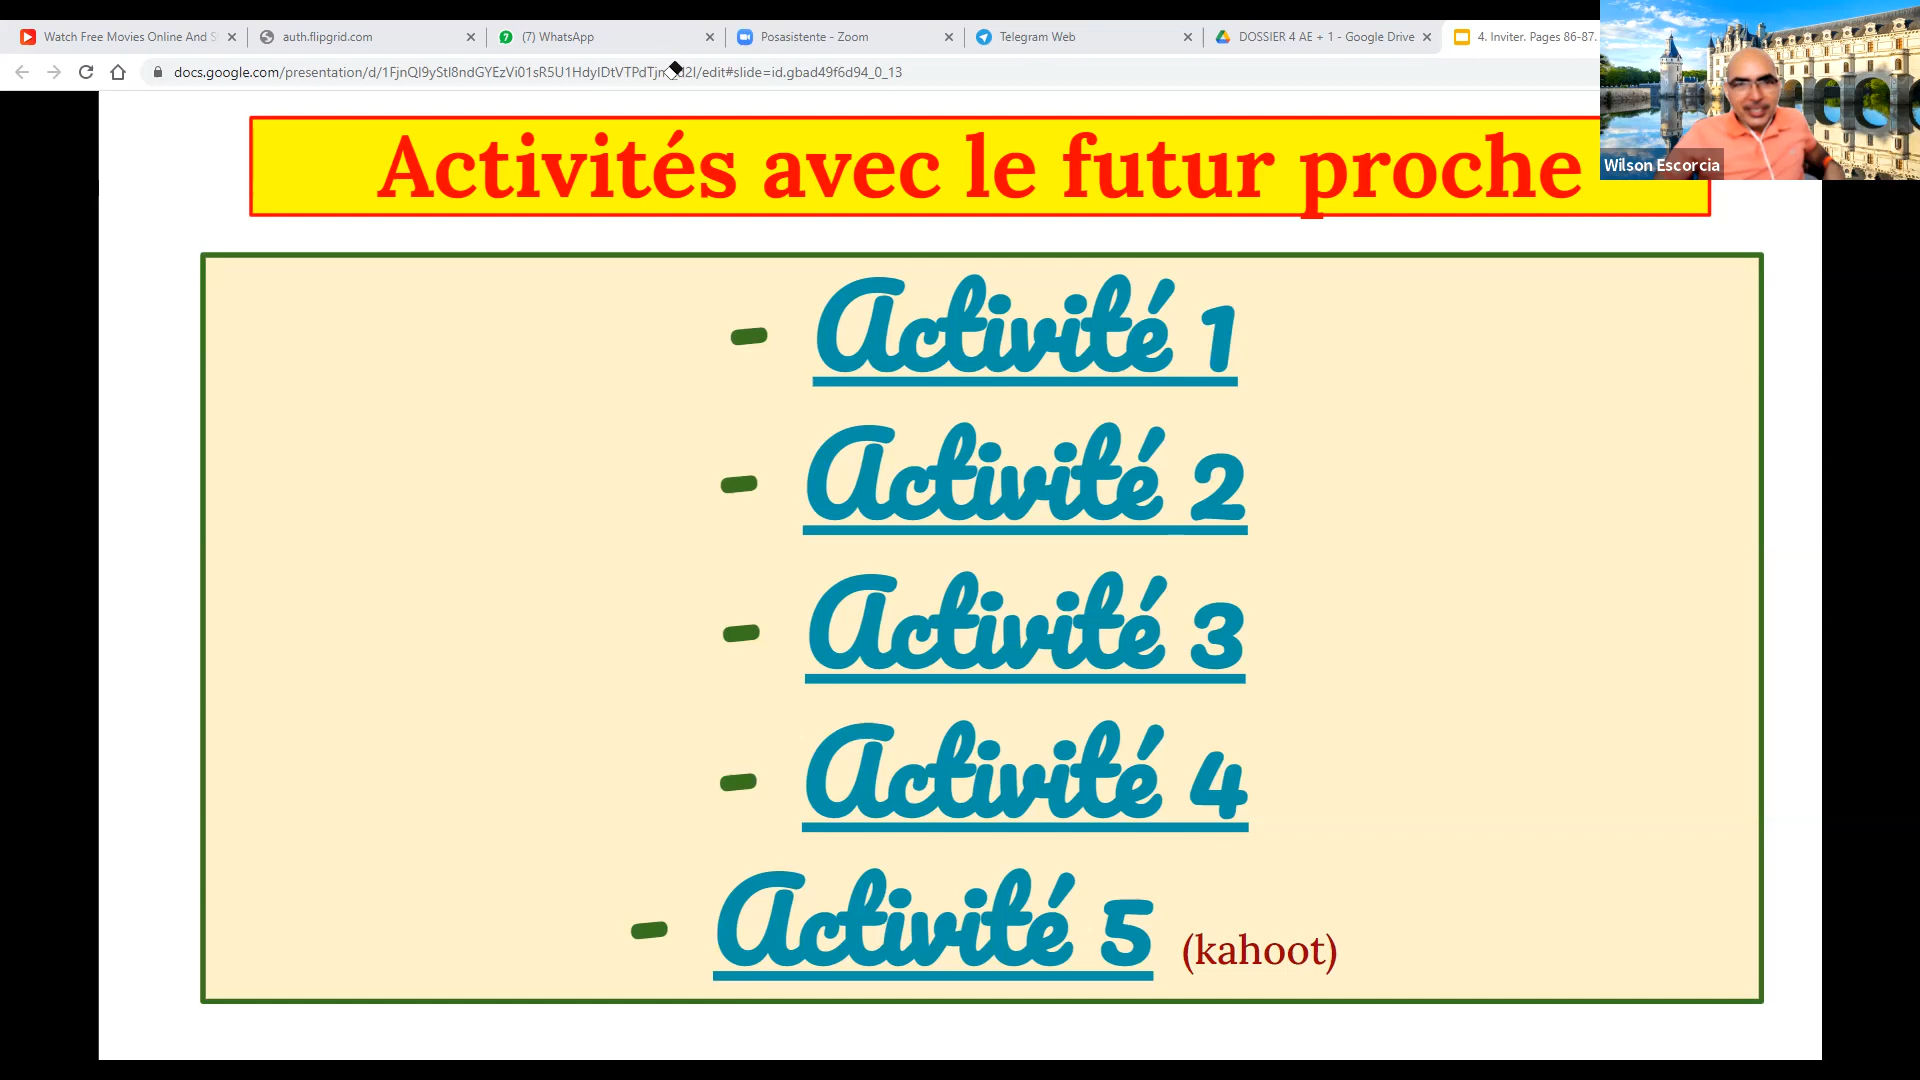 Watch Free Movies Online And S
auth.flipgrid.com
(7) WhatsApp
Posasistente - Zoom
Telegram Web
DOSSIER 4 AE + 1 - Google Drive
4. Inviter. Pages 86-87.
Wilson Escorcia
Activités avec le futur proche
- Activité 1
- Activité 2
- Activité 3
- Activité 4
- Activité 5 (kahoot)